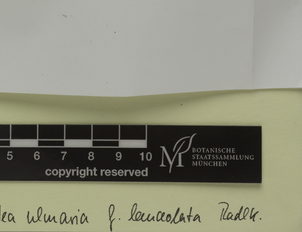 BOTANISCHE
STAATSSAMMLUNG
MÜNCHEN
5 6 7 8 9 10
copyright reserved
ulmaria f. lanceolata Radlk.